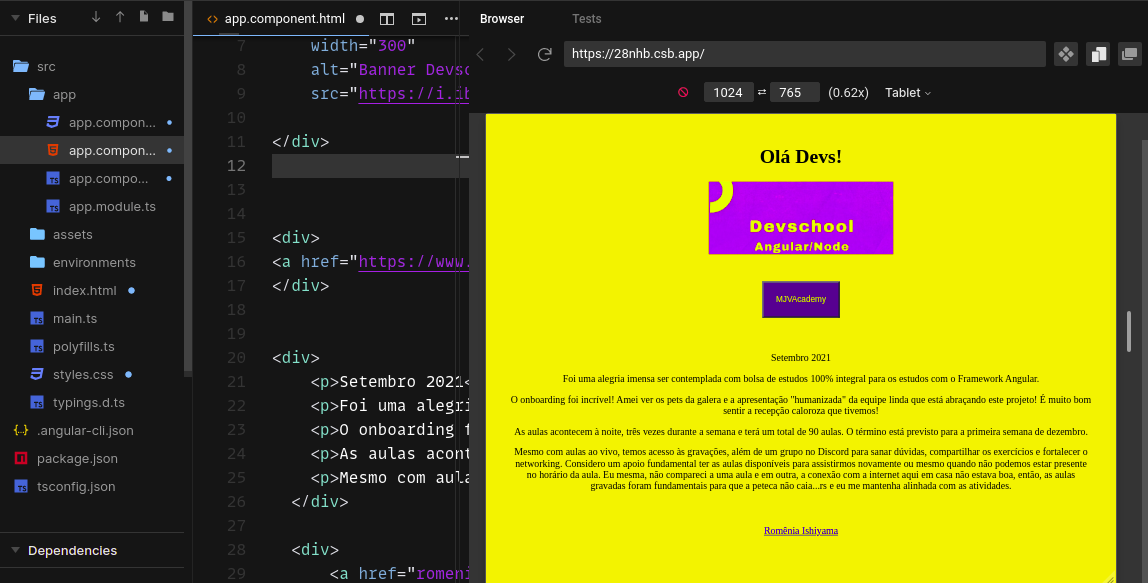 Files
src
app
app.compon...
app.compon...
app.compo...
app.module.ts
assets
environments
index.html
main.ts
polyfills.ts
styles.css
typings.d.ts
.angular-cli.json
package.json
tsconfig.json
Dependencies
app.component.html
7 width="300"
8 alt="Banner Devsc
9 src="https://i.ib
10
11 </div>
12
13
14
15 <div>
16 <a href="https://www.
17 </div>
18
19
20 <div>
21 <p>Setembro 2021<
22 <p>Foi uma alegri
23 <p>O onboarding f
24 <p>As aulas acont
25 <p>Mesmo com aula
26 </div>
27
28 <div>
29 <a href="romeni
Browser Tests
https://28nhb.csb.app/
1024 765 (0.62x) Tablet
Olá Devs!
Devschool
Angular/Node
MJVAcademy
Setembro 2021
Foi uma alegria imensa ser contemplada com bolsa de estudos 100% integral para os estudos com o Framework Angular.
O onboarding foi incrível! Amei ver os pets da galera e a apresentação "humanizada" da equipe linda que está abraçando este projeto! É muito bom
sentir a recepção caloroza que tivemos!
As aulas acontecem à noite, três vezes durante a semana e terá um total de 90 aulas. O término está previsto para a primeira semana de dezembro.
Mesmo com aulas ao vivo, temos acesso às gravações, além de um grupo no Discord para sanar dúvidas, compartilhar os exercícios e fortalecer o
networking. Considero um apoio fundamental ter as aulas disponíveis para assistirmos novamente ou mesmo quando não podemos estar presente
no horário da aula. Eu mesma, não compareci a uma aula e em outra, a conexão com a internet aqui em casa não estava boa, então, as aulas
gravadas foram fundamentais para que a peteca não caia...rs e eu me mantenha alinhada com as atividades.
Romênia Ishiyama